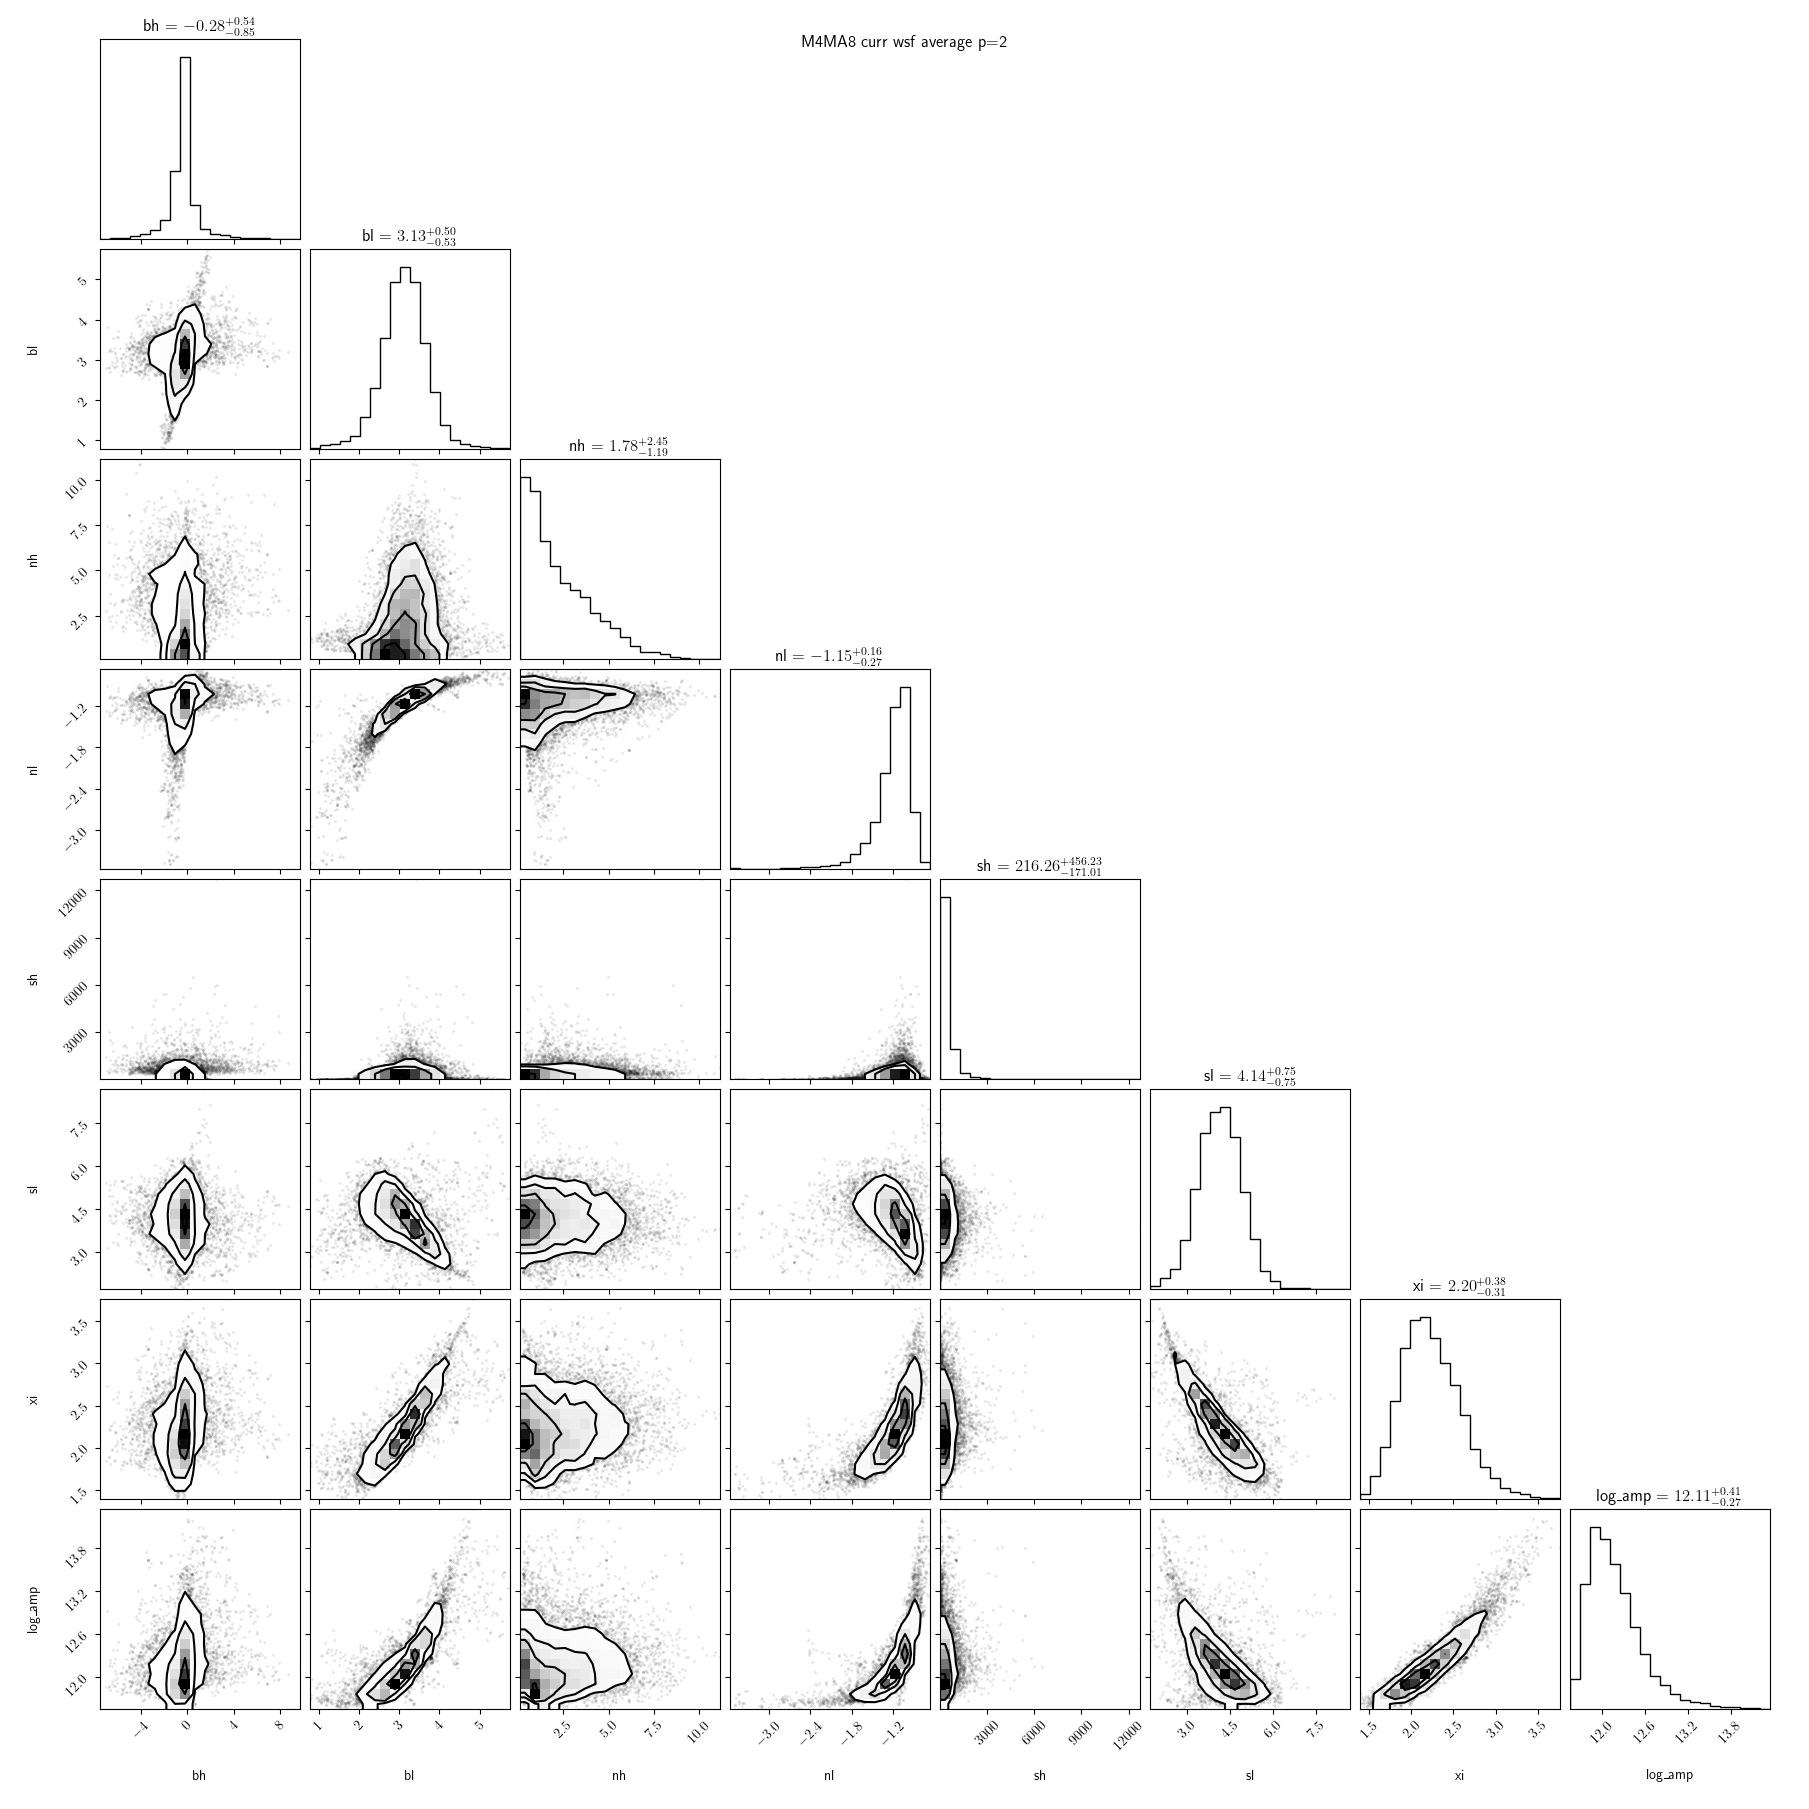 bh = −0.28 +0.54 −0.85
M4MA8 curr wsf average p=2
bl = 3.13 +0.50 −0.53
5
4
3
2
1
bl
nh = 1.78 +2.45 −1.19
10.0
7.5
5.0
2.5
nh
nl = −1.15 +0.16 −0.27
−1.2
−1.8
−2.4
−3.0
nl
sh = 216.26 +456.23 −171.01
12000
9000
6000
3000
sh
sl = 4.14 +0.75 −0.75
7.5
6.0
4.5
3.0
sl
xi = 2.20 +0.38 −0.31
3.5
3.0
2.5
2.0
1.5
xi
log_amp = 12.11 +0.41 −0.27
13.8
13.2
12.6
12.0
log_amp
−4 0 4 8
1 2 3 4 5
2.5 5.0 7.5 10.0
−3.0 −2.4 −1.8 −1.2
3000 6000 9000 12000
3.0 4.5 6.0 7.5
1.5 2.0 2.5 3.0 3.5
12.0 12.6 13.2 13.8
bh
bl
nh
nl
sh
sl
xi
log_amp